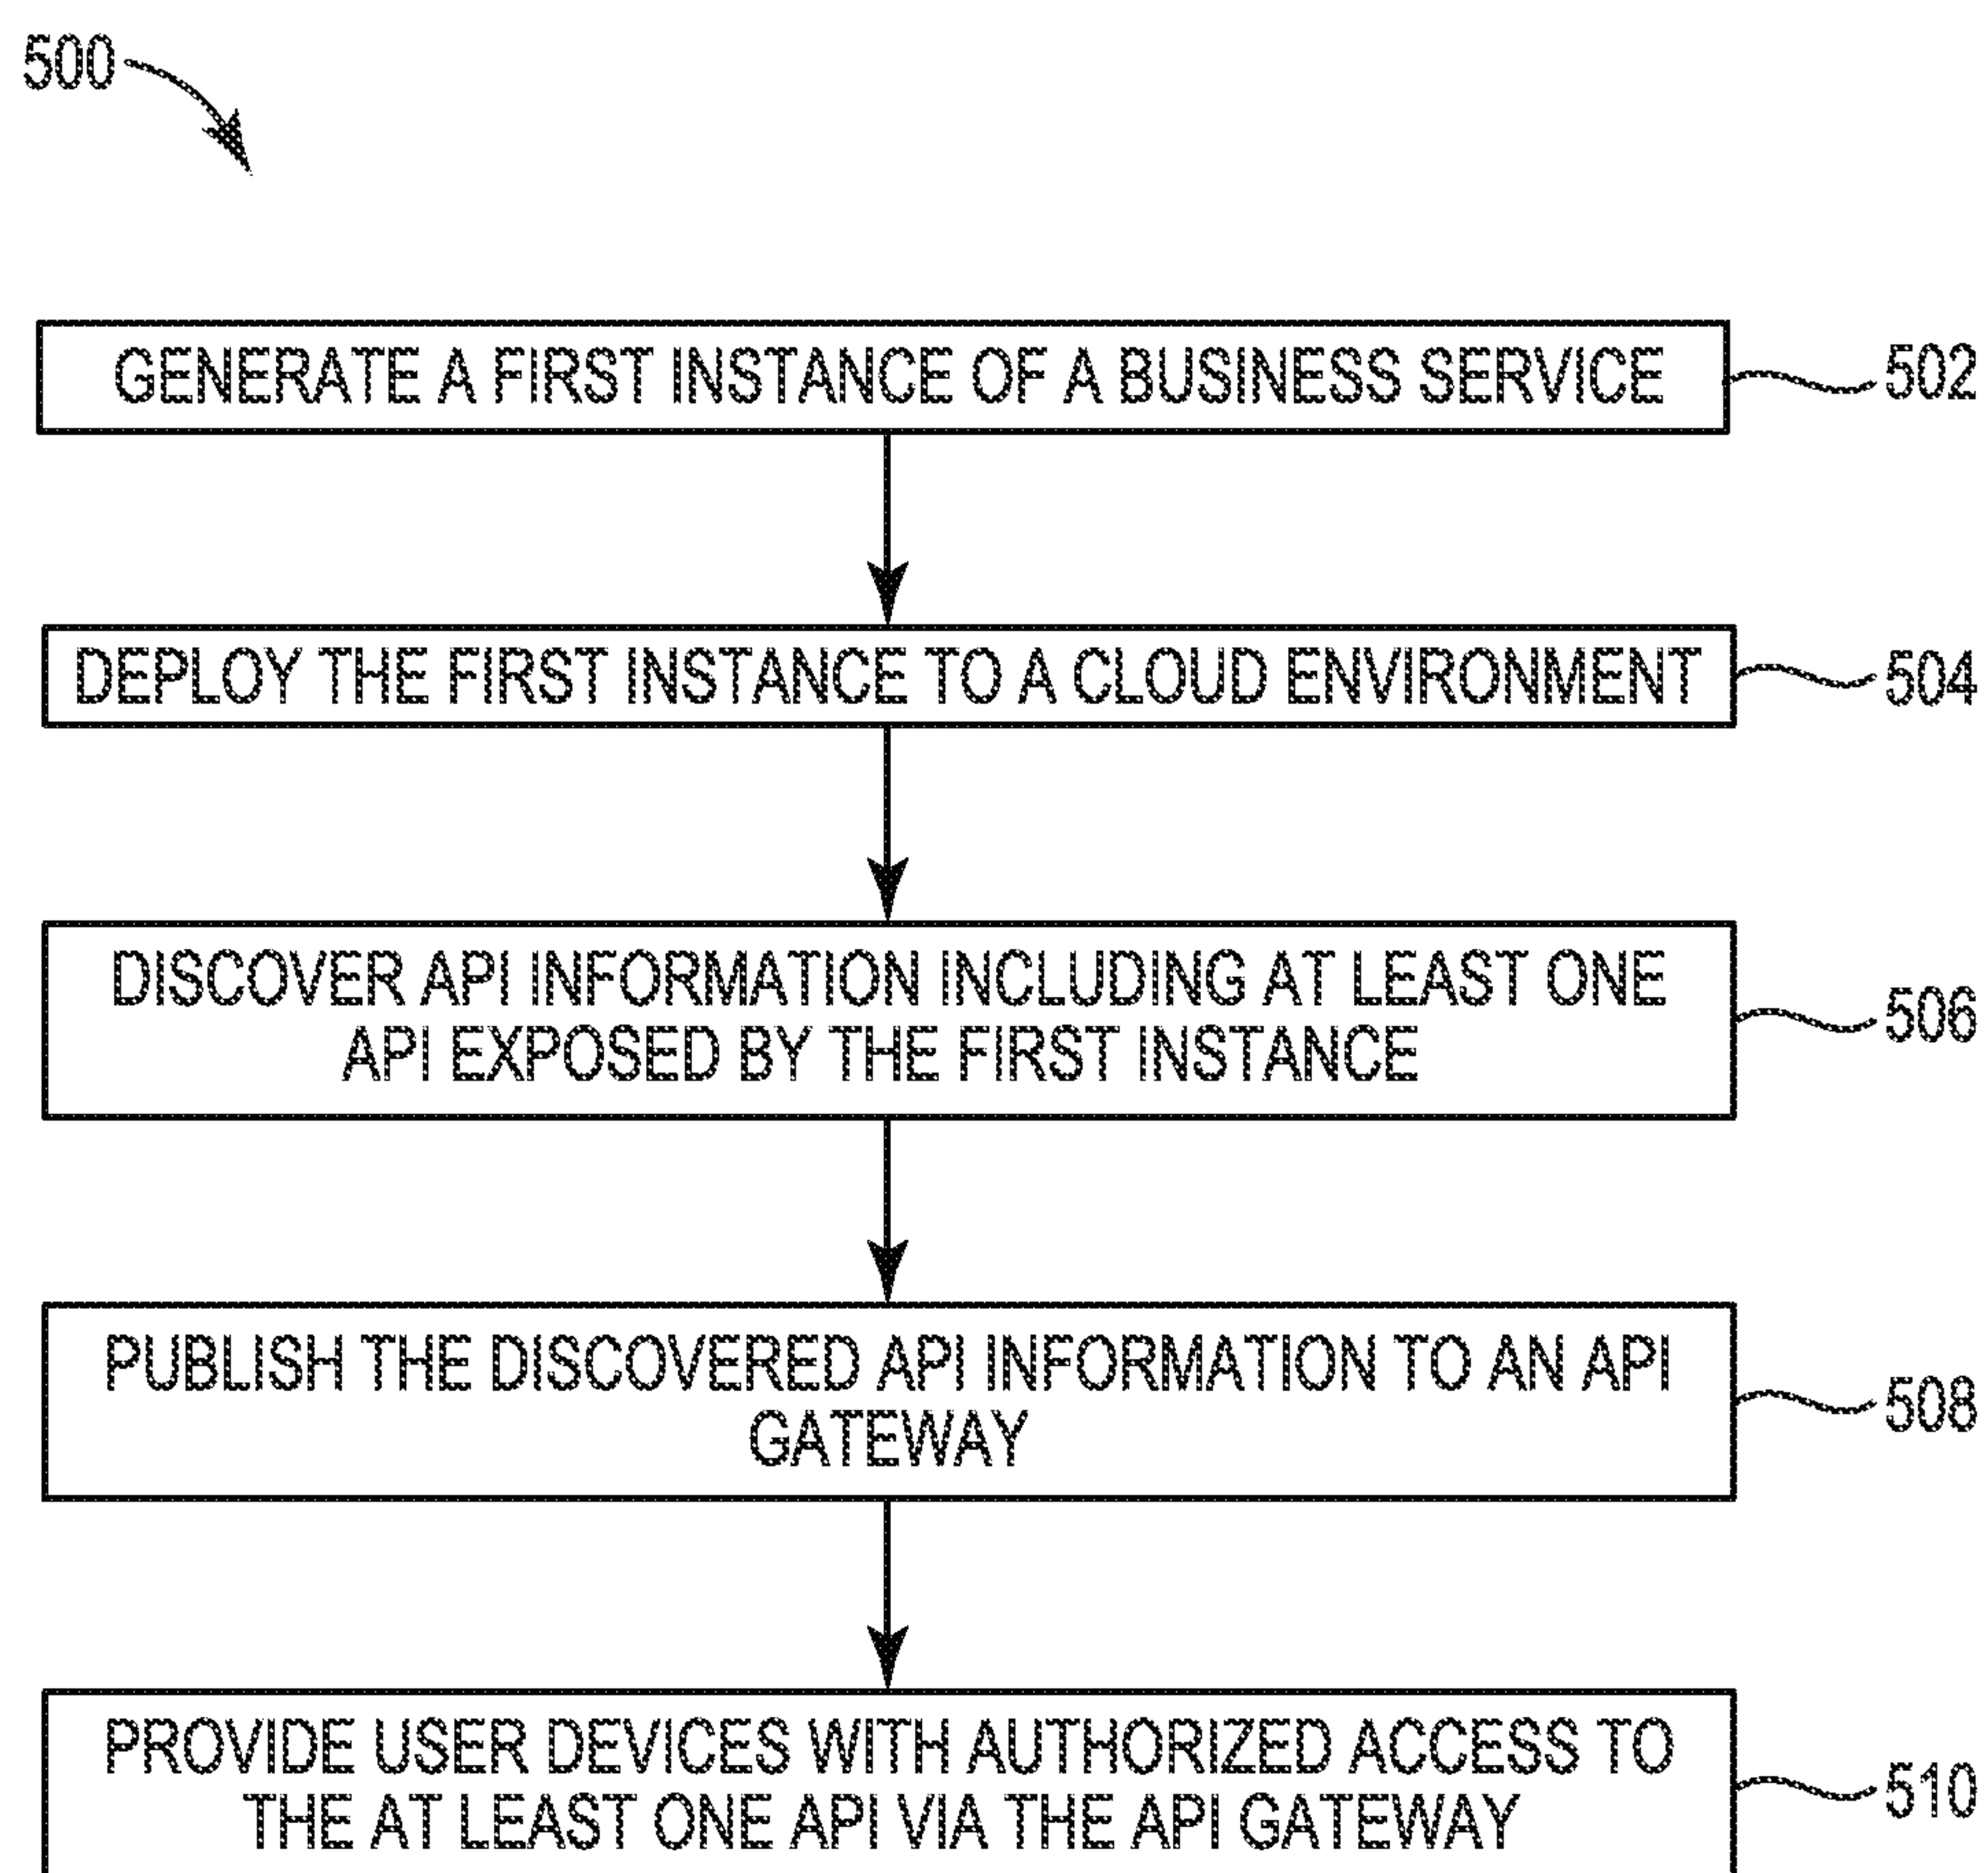 500
GENERATE A FIRST INSTANCE OF A BUSINESS SERVICE
502
DEPLOY THE FIRST INSTANCE TO A CLOUD ENVIRONMENT
504
DISCOVER API INFORMATION INCLUDING AT LEAST ONE
API EXPOSED BY THE FIRST INSTANCE
506
PUBLISH THE DISCOVERED API INFORMATION TO AN API
GATEWAY
508
PROVIDE USER DEVICES WITH AUTHORIZED ACCESS TO
THE AT LEAST ONE API VIA THE API GATEWAY
510